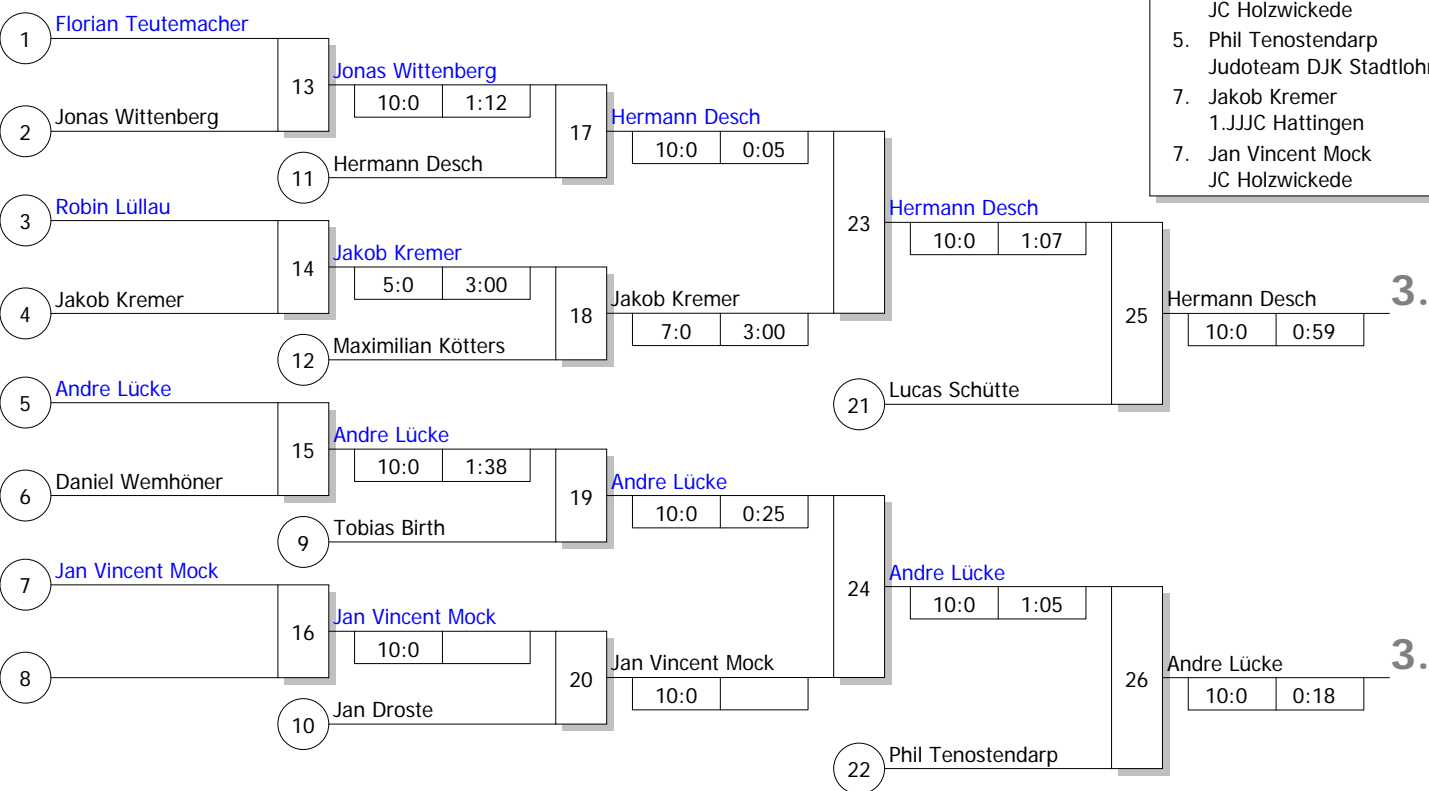 JC Holzwickede
5. Phil Tenostendarp
Judoteam DJK Stadtlohn
7. Jakob Kremer
1.JJJC Hattingen
7. Jan Vincent Mock
JC Holzwickede
1 Florian Teutemacher
13
Jonas Wittenberg
10:0 1:12
2 Jonas Wittenberg
17
Hermann Desch
10:0 0:05
11 Hermann Desch
3 Robin Lüllau
23
Hermann Desch
10:0 1:07
14
Jakob Kremer
5:0 3:00
4 Jakob Kremer
18
Jakob Kremer
7:0 3:00
12 Maximilian Kötters
25
Hermann Desch 3.
10:0 0:59
21 Lucas Schütte
5 Andre Lücke
15
Andre Lücke
10:0 1:38
6 Daniel Wemhöner
19
Andre Lücke
10:0 0:25
9 Tobias Birth
7 Jan Vincent Mock
24
Andre Lücke
10:0 1:05
16
Jan Vincent Mock
10:0
8
20
Jan Vincent Mock
10:0
10 Jan Droste
26
Andre Lücke 3.
10:0 0:18
22 Phil Tenostendarp